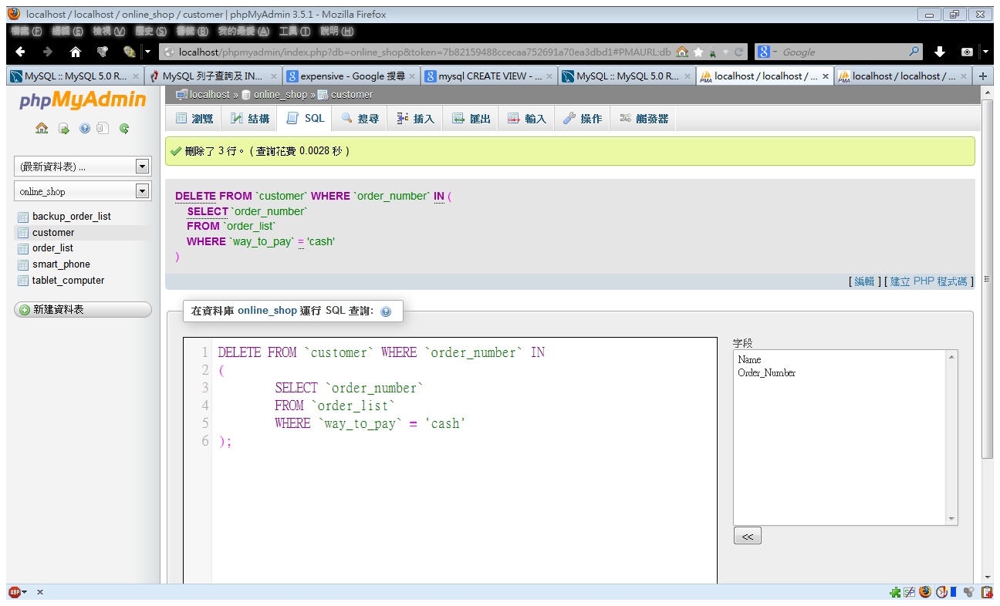 localhost / localhost / online_shop / customer | phpMyAdmin 3.5.1 - Mozilla Firefox
檔案 (F) 編輯 (E) 檢視 (V) 歷史 (S) 書籤 (B) 我的最愛 (A) 工具 (T) 說明 (H)
localhost/phpmyadmin/index.php?db=online_shop&token=7b82159488ccecaa752691a70ea3dbd1#PMAURL:db Google
MySQL :: MySQL 5.0 R... MySQL 列子查詢及 IN... expensive - Google 搜尋 mysql CREATE VIEW - ... MySQL :: MySQL 5.0 R... localhost / localhost / ... localhost / localhost / ...
phpMyAdmin
localhost » online_shop » customer
瀏覽 結構 SQL 搜尋 插入 匯出 輸入 操作 觸發器
(最新資料表) ...
online_shop
backup_order_list
customer
order_list
smart_phone
tablet_computer
新建資料表
刪除了 3 行。 ( 查詢花費 0.0028 秒 )
DELETE FROM `customer` WHERE `order_number` IN (
SELECT `order_number`
FROM `order_list`
WHERE `way_to_pay` = 'cash'
)
[ 編輯 ] [ 建立 PHP 程式碼 ]
在資料庫 online_shop 運行 SQL 查詢:
1 DELETE FROM `customer` WHERE `order_number` IN
2 (
3 SELECT `order_number`
4 FROM `order_list`
5 WHERE `way_to_pay` = 'cash'
6 );
字段
Name
Order_Number
<<
ABP